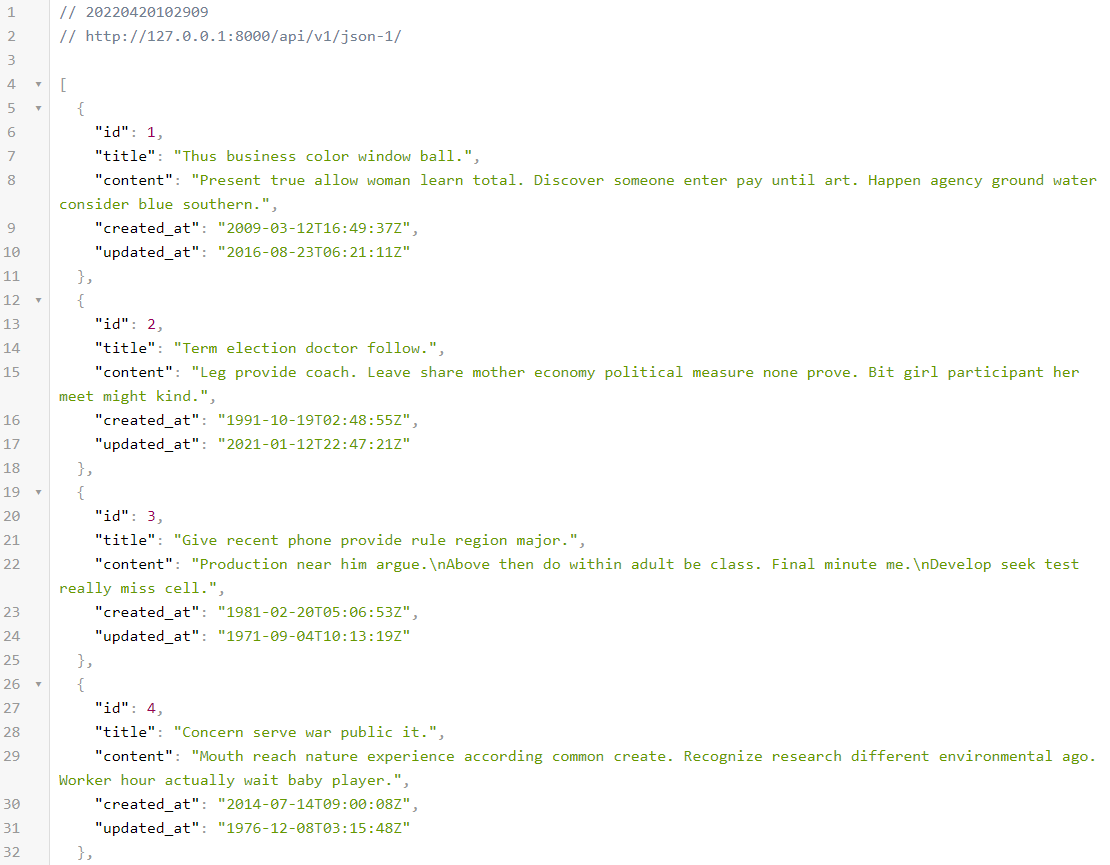 1 // 20220420102909
2 // http://127.0.0.1:8000/api/v1/json-1/
3
4 ▾ [
5 ▾   {
6     "id": 1,
7     "title": "Thus business color window ball.",
8     "content": "Present true allow woman learn total. Discover someone enter pay until art. Happen agency ground water
consider blue southern.",
9     "created_at": "2009-03-12T16:49:37Z",
10     "updated_at": "2016-08-23T06:21:11Z"
11   },
12 ▾   {
13     "id": 2,
14     "title": "Term election doctor follow.",
15     "content": "Leg provide coach. Leave share mother economy political measure none prove. Bit girl participant her
meet might kind.",
16     "created_at": "1991-10-19T02:48:55Z",
17     "updated_at": "2021-01-12T22:47:21Z"
18   },
19 ▾   {
20     "id": 3,
21     "title": "Give recent phone provide rule region major.",
22     "content": "Production near him argue.\nAbove then do within adult be class. Final minute me.\nDevelop seek test
really miss cell.",
23     "created_at": "1981-02-20T05:06:53Z",
24     "updated_at": "1971-09-04T10:13:19Z"
25   },
26 ▾   {
27     "id": 4,
28     "title": "Concern serve war public it.",
29     "content": "Mouth reach nature experience according common create. Recognize research different environmental ago.
Worker hour actually wait baby player.",
30     "created_at": "2014-07-14T09:00:08Z",
31     "updated_at": "1976-12-08T03:15:48Z"
32   },